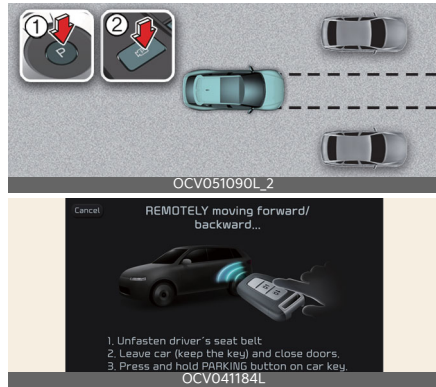 1
2
P
OCV051090L_2
Cancel
REMOTELY moving forward/
backward...
1. Unfasten driver's seat belt
2. Leave car (keep the key) and close doors.
3. Press and hold PARKING button on car key.
OCV041184L